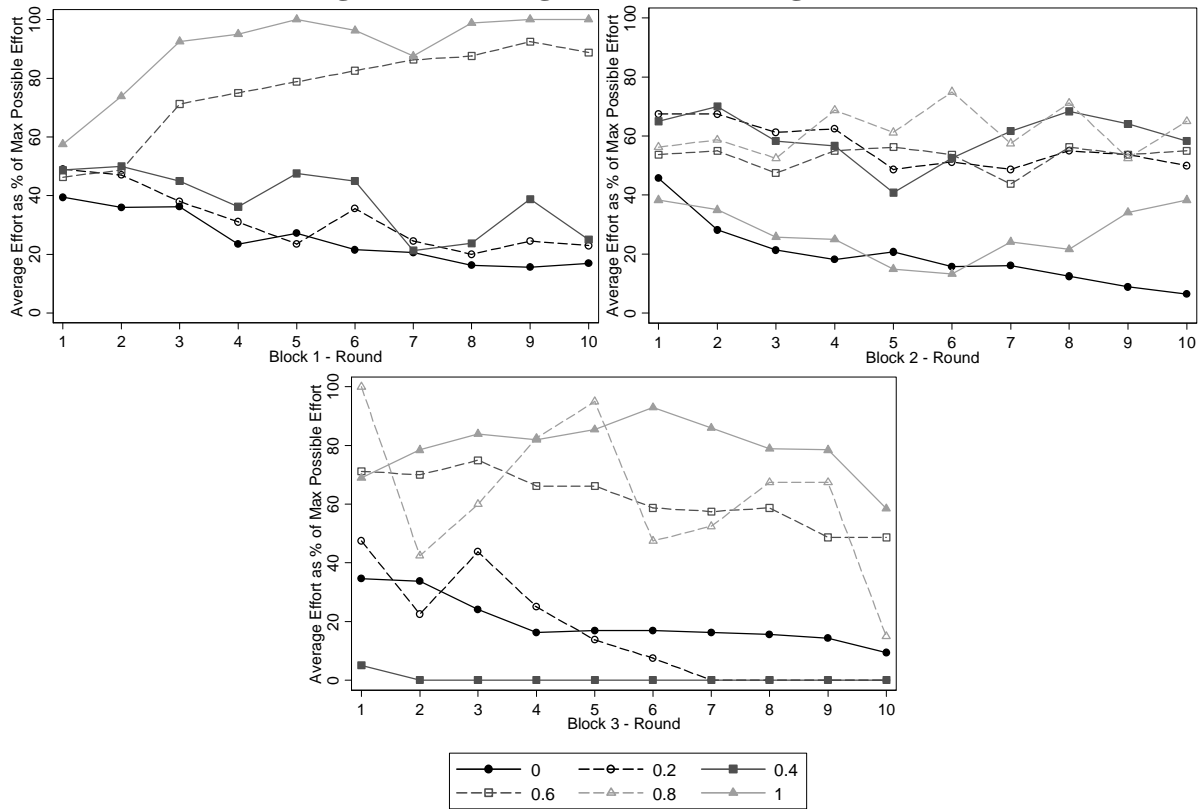 Average Effort as % of Max Possible Effort
100
80
60
40
20
0
1 2 3 4 5 6 7 8 9 10
Block 1 - Round
Average Effort as % of Max Possible Effort
100
80
60
40
20
0
1 2 3 4 5 6 7 8 9 10
Block 2 - Round
Average Effort as % of Max Possible Effort
100
80
60
40
20
0
1 2 3 4 5 6 7 8 9 10
Block 3 - Round
0 0.2 0.4
0.6 0.8 1